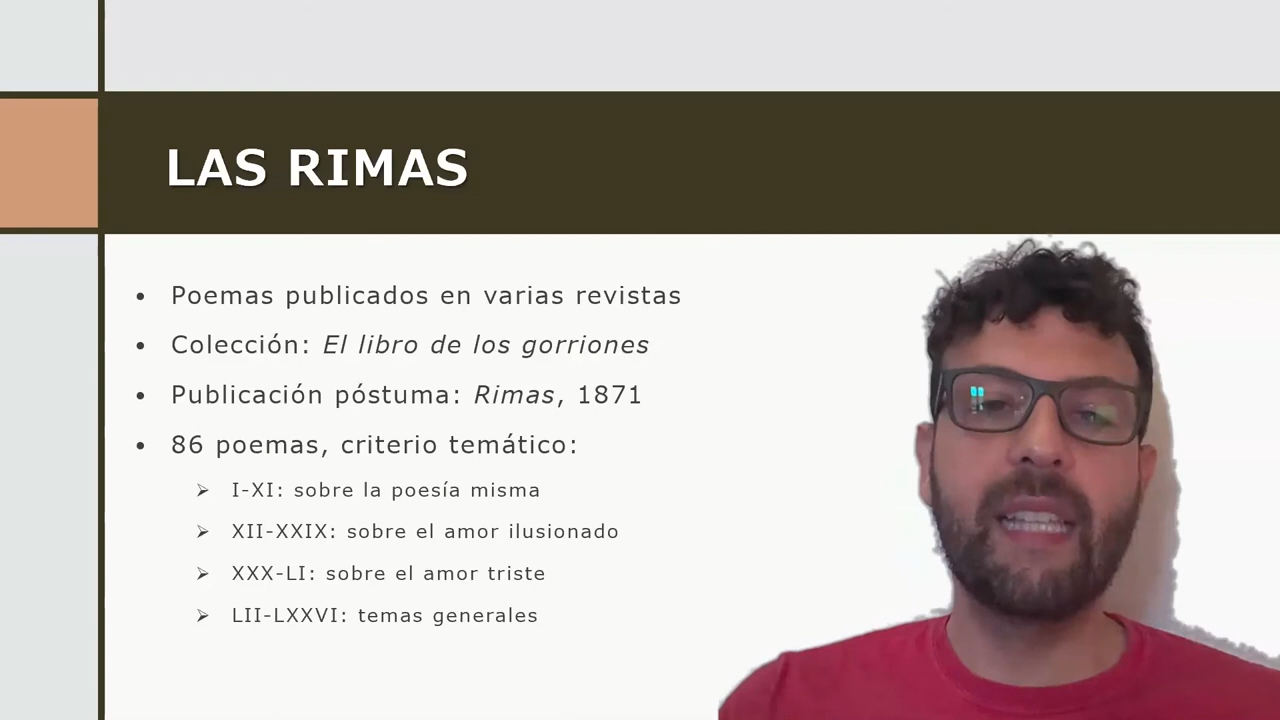 LAS RIMAS
• Poemas publicados en varias revistas
• Colección: El libro de los gorriones
• Publicación póstuma: Rimas, 1871
• 86 poemas, criterio temático:
➢ I-XI: sobre la poesía misma
➢ XII-XXIX: sobre el amor ilusionado
➢ XXX-LI: sobre el amor triste
➢ LII-LXXVI: temas generales